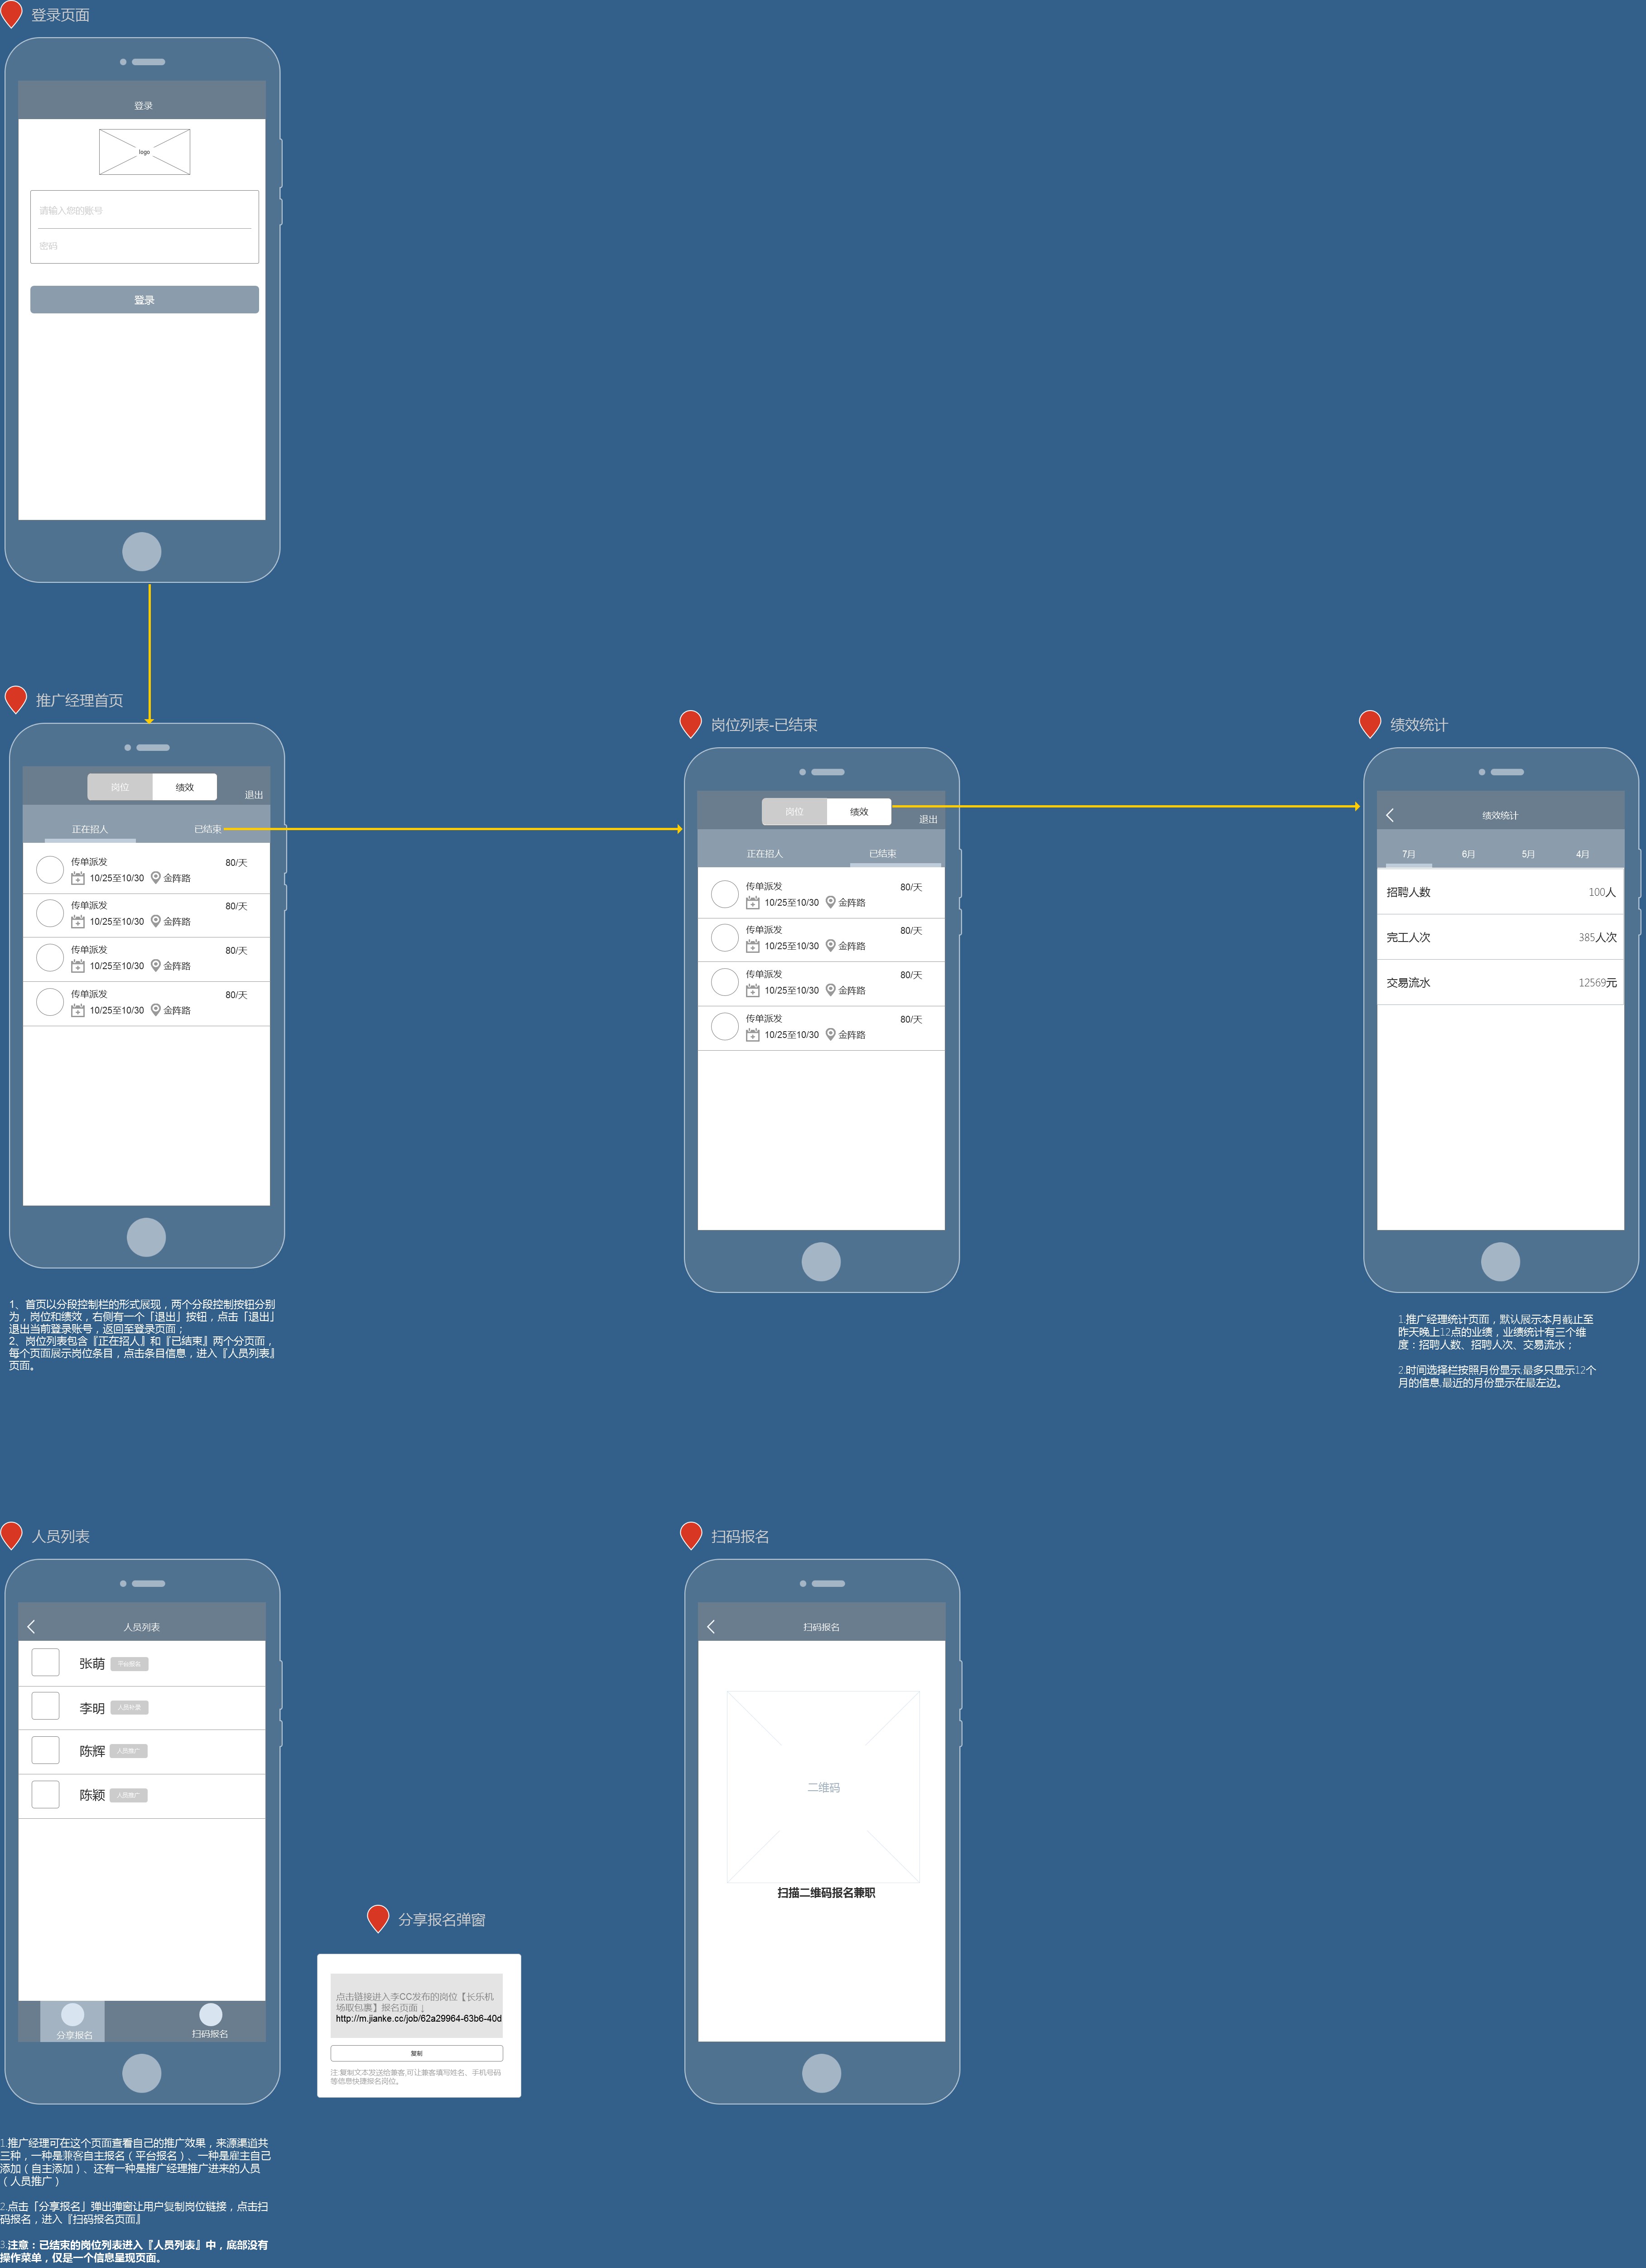 登录页面
登录
logo
请输入您的账号
密码
登录
推广经理首页
岗位 绩效 退出
正在招人 已结束
传单派发 80/天
10/25至10/30 金阵路
传单派发 80/天
10/25至10/30 金阵路
传单派发 80/天
10/25至10/30 金阵路
传单派发 80/天
10/25至10/30 金阵路
1、首页以分段控制栏的形式展现，两个分段控制按钮分别
为，岗位和绩效，右侧有一个「退出」按钮，点击「退出」
退出当前登录账号，返回至登录页面；
2、岗位列表包含『正在招人』和『已结束』两个分页面，
每个页面展示岗位条目，点击条目信息，进入『人员列表』
页面。
岗位列表-已结束
岗位 绩效 退出
正在招人 已结束
传单派发 80/天
10/25至10/30 金阵路
传单派发 80/天
10/25至10/30 金阵路
传单派发 80/天
10/25至10/30 金阵路
传单派发 80/天
10/25至10/30 金阵路
绩效统计
绩效统计
7月 6月 5月 4月
招聘人数 100人
完工人次 385人次
交易流水 12569元
1.推广经理统计页面，默认展示本月截止至
昨天晚上12点的业绩，业绩统计有三个维
度：招聘人数、招聘人次、交易流水；
2.时间选择栏按照月份显示,最多只显示12个
月的信息,最近的月份显示在最左边。
人员列表
人员列表
张萌 平台报名
李明 人员补录
陈辉 人员推广
陈颖 人员推广
分享报名 扫码报名
1.推广经理可在这个页面查看自己的推广效果，来源渠道共
三种，一种是兼客自主报名（平台报名）、一种是雇主自己
添加（自主添加）、还有一种是推广经理推广进来的人员
（人员推广）
2.点击「分享报名」弹出弹窗让用户复制岗位链接，点击扫
码报名，进入『扫码报名页面』
3.注意：已结束的岗位列表进入『人员列表』中，底部没有
操作菜单，仅是一个信息呈现页面。
分享报名弹窗
点击链接进入李CC发布的岗位【长乐机
场取包裹】报名页面↓
http://m.jianke.cc/job/62a29964-63b6-40d
复制
注:复制文本发送给兼客,可让兼客填写姓名、手机号码
等信息快捷报名岗位。
扫码报名
扫码报名
二维码
扫描二维码报名兼职